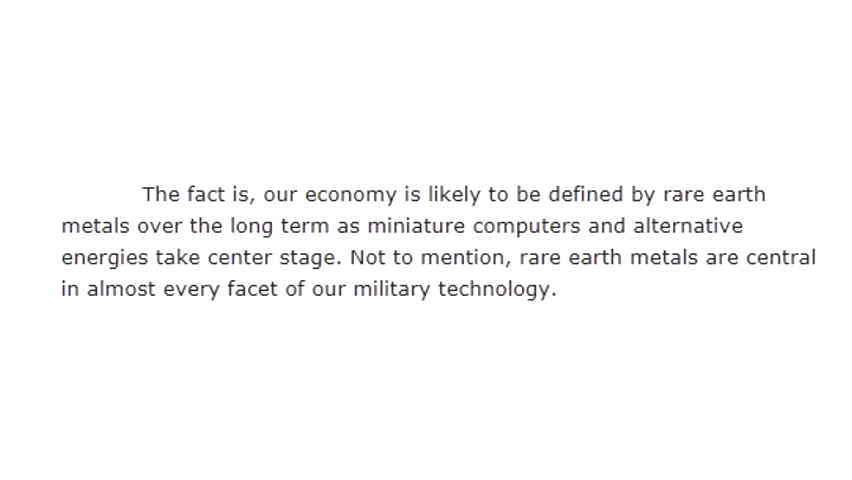 The fact is, our economy is likely to be defined by rare earth
metals over the long term as miniature computers and alternative
energies take center stage. Not to mention, rare earth metals are central
in almost every facet of our military technology.